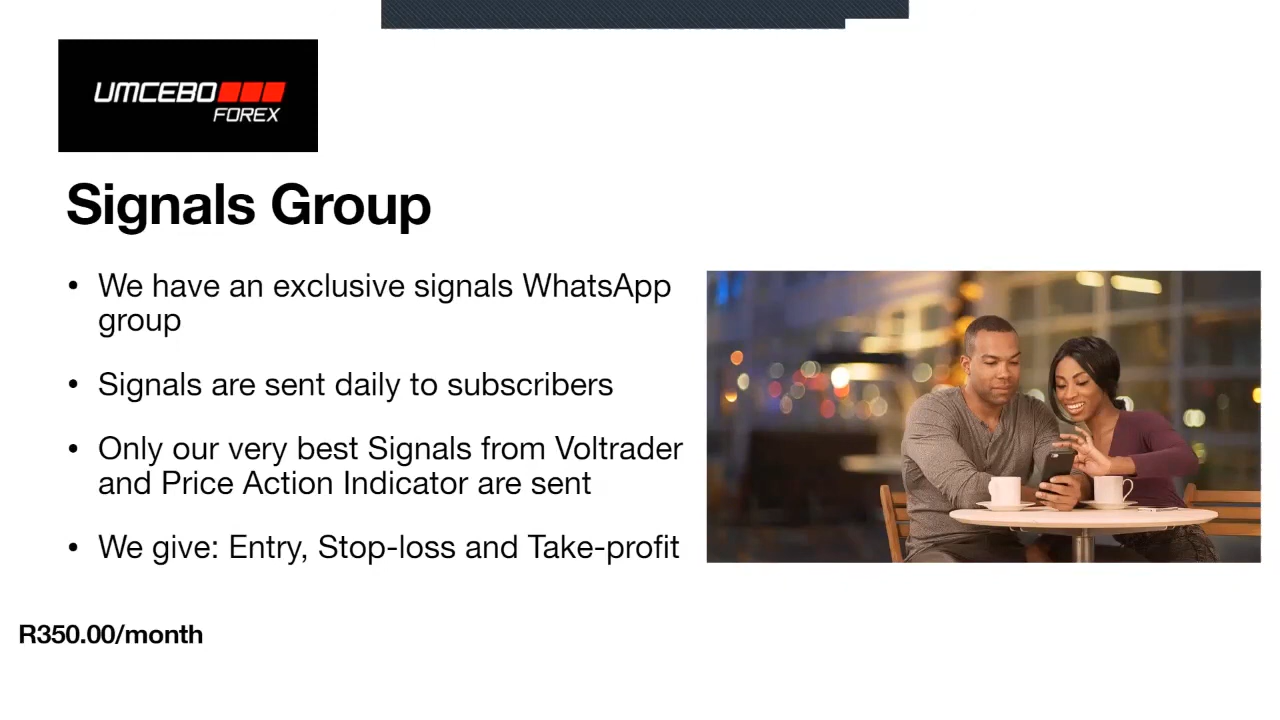 UMCEBO
FOREX
Signals Group
• We have an exclusive signals WhatsApp
group
• Signals are sent daily to subscribers
• Only our very best Signals from Voltrader
and Price Action Indicator are sent
• We give: Entry, Stop-loss and Take-profit
R350.00/month